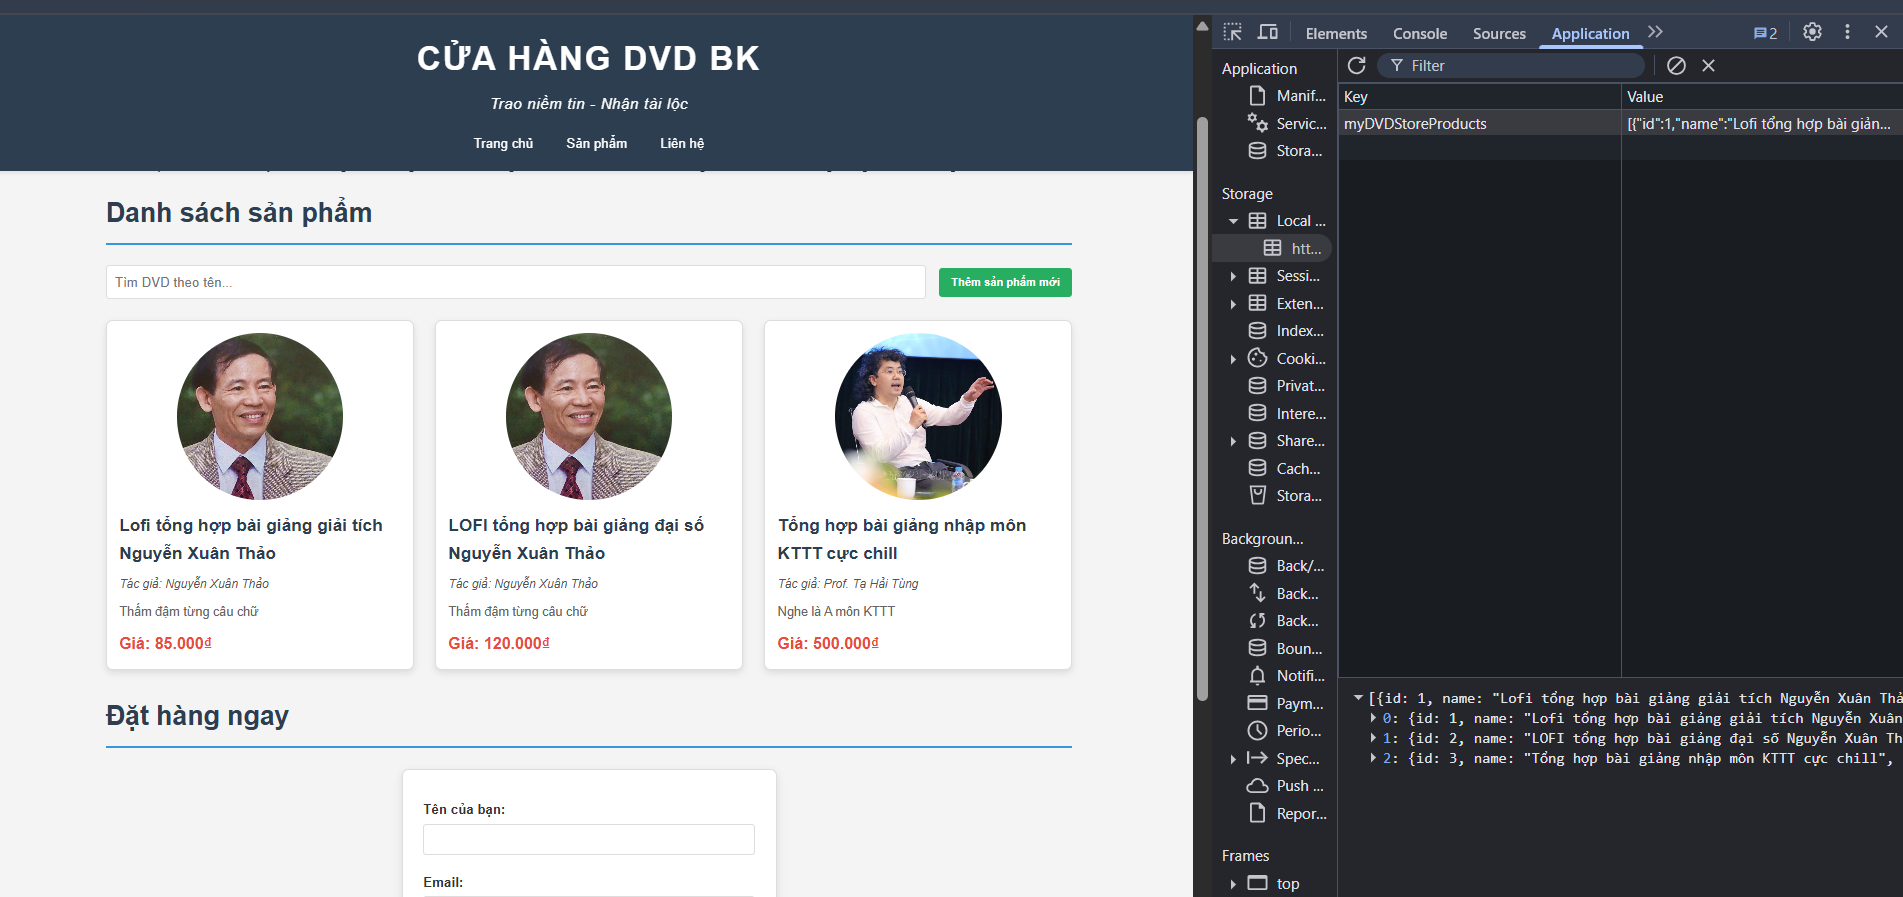 CỬA HÀNG DVD BK
Trao niềm tin - Nhận tài lộc
Trang chủ Sản phẩm Liên hệ
Danh sách sản phẩm
Tìm DVD theo tên...
Thêm sản phẩm mới
Lofi tổng hợp bài giảng giải tích
Nguyễn Xuân Thảo
Tác giả: Nguyễn Xuân Thảo
Thấm đậm từng câu chữ
Giá: 85.000₫
LOFI tổng hợp bài giảng đại số
Nguyễn Xuân Thảo
Tác giả: Nguyễn Xuân Thảo
Thấm đậm từng câu chữ
Giá: 120.000₫
Tổng hợp bài giảng nhập môn
KTTT cực chill
Tác giả: Prof. Tạ Hải Tùng
Nghe là A môn KTTT
Giá: 500.000₫
Đặt hàng ngay
Tên của bạn:
Email:
Elements Console Sources Application 2
Application
Manif...
Servic...
Stora...
Storage
Local ...
htt...
Sessi...
Exten...
Index...
Cooki...
Privat...
Intere...
Share...
Cach...
Stora...
Backgroun...
Back/...
Back...
Back...
Boun...
Notifi...
Paym...
Perio...
Spec...
Push ...
Repor...
Frames
top
Filter
Key Value
myDVDStoreProducts [{"id":1,"name":"Lofi tổng hợp bài giản...
[{id: 1, name: "Lofi tổng hợp bài giảng giải tích Nguyễn Xuân Thả
0: {id: 1, name: "Lofi tổng hợp bài giảng giải tích Nguyễn Xuân
1: {id: 2, name: "LOFI tổng hợp bài giảng đại số Nguyễn Xuân Th
2: {id: 3, name: "Tổng hợp bài giảng nhập môn KTTT cực chill",